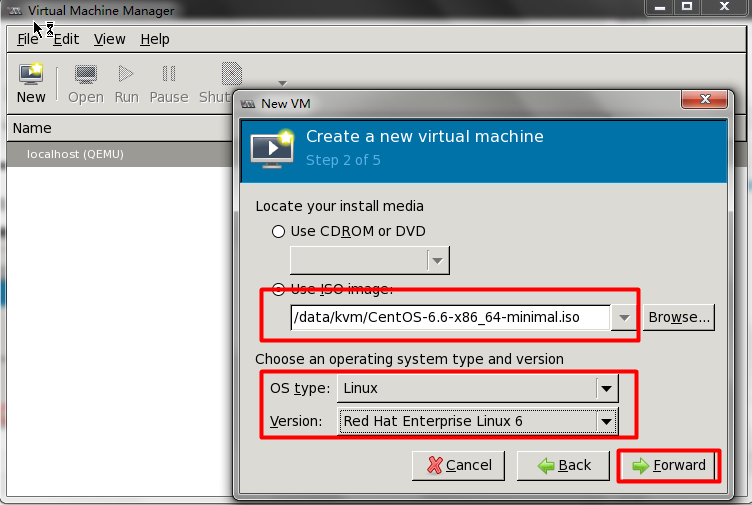 Virtual Machine Manager
File Edit View Help
New Open Run Pause Shut
Name
localhost (QEMU)
New VM
Create a new virtual machine
Step 2 of 5
Locate your install media
Use CDROM or DVD
Use ISO image:
/data/kvm/CentOS-6.6-x86_64-minimal.iso
Browse...
Choose an operating system type and version
OS type: Linux
Version: Red Hat Enterprise Linux 6
Cancel Back Forward